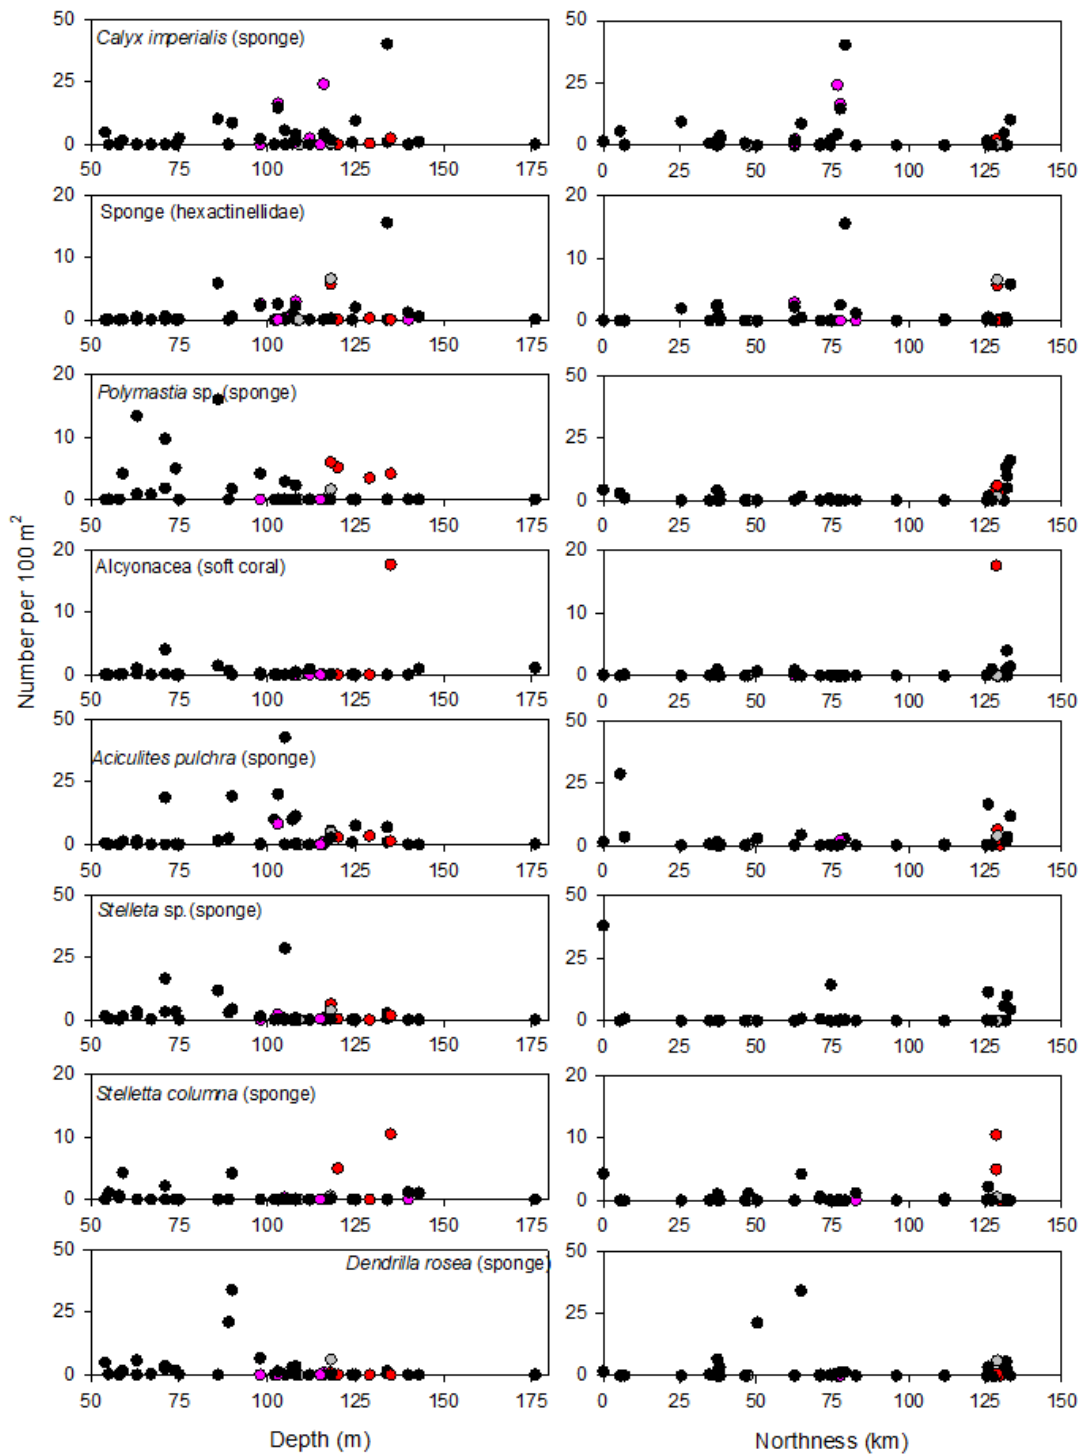 50
25
0
Calyx imperialis (sponge)
50 75 100 125 150 175
50
25
0
0 25 50 75 100 125 150
20
10
0
Sponge (hexactinellidae)
50 75 100 125 150 175
20
10
0
0 25 50 75 100 125 150
20
10
0
Polymastia sp. (sponge)
50 75 100 125 150 175
50
25
0
0 25 50 75 100 125 150
Number per 100 m²
20
10
0
Alcyonacea (soft coral)
50 75 100 125 150 175
20
10
0
0 25 50 75 100 125 150
50
25
0
Aciculites pulchra (sponge)
50 75 100 125 150 175
50
25
0
0 25 50 75 100 125 150
50
25
0
Stelleta sp. (sponge)
50 75 100 125 150 175
50
25
0
0 25 50 75 100 125 150
20
10
0
Stelletta columna (sponge)
50 75 100 125 150 175
20
10
0
0 25 50 75 100 125 150
50
25
0
Dendrilla rosea (sponge)
50 75 100 125 150 175
50
25
0
0 25 50 75 100 125 150
Depth (m)
Northness (km)